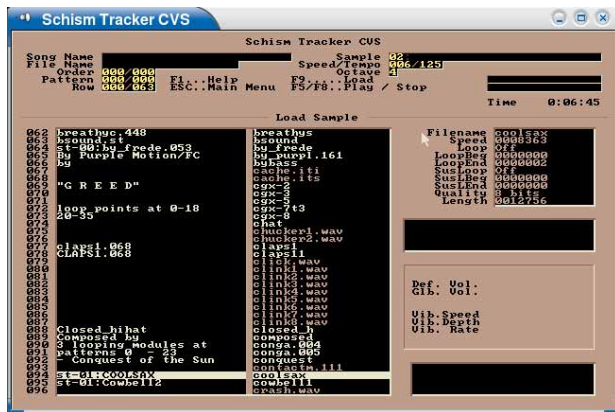 Schism Tracker CVS
Schism Tracker CVS
Song Name
File Name
Order 000/000
Pattern 000/000
Row 000/063
F1...Help
ESC..Main Menu
Sample 02
Speed/Tempo 006/125
Octave 4
F9.....Load
F5/F8..Play / Stop
Time 0:06:45
Load Sample
062 breathyc.448 breathys
063 bsound.st bsound
064 st-00:by_frede.053 by_frede
065 By Purple Motion/FC by_purpl.161
066 by bybass
067 cache.iti
068 cache.its
069 "G R E E D" cgx-2
070 cgx-3
071 cgx-5
072 loop points at 0-18 cgx-7t3
073 20-35 cgx-8
074 chat
075 chucker1.wav
076 chucker2.wav
077 claps1.068 claps1
078 CLAPS1.068 claps11
079 click.wav
080 clink1.wav
081 clink2.wav
082 clink3.wav
083 clink4.wav
084 clink5.wav
085 clink6.wav
086 clink7.wav
087 clink8.wav
088 Closed_hihat closed_h
089 Composed by composed
090 3 looping modules at conga.004
091 patterns 0 - 23 conga.005
092 - Conquest of the Sun conquest
093 contactm.111
094 st-01:COOLSAX coolsax
095 st-01:Cowbell2 cowbell1
096 crash.wav
Filename coolsax
Speed 0008363
Loop Off
LoopBeg 0000000
LoopEnd 0000002
SusLoop Off
SusLBeg 0000000
SusLEnd 0000000
Quality 8 bits
Length 0012756
Def. Vol.
Glb. Vol.
Vib.Speed
Vib.Depth
Vib. Rate